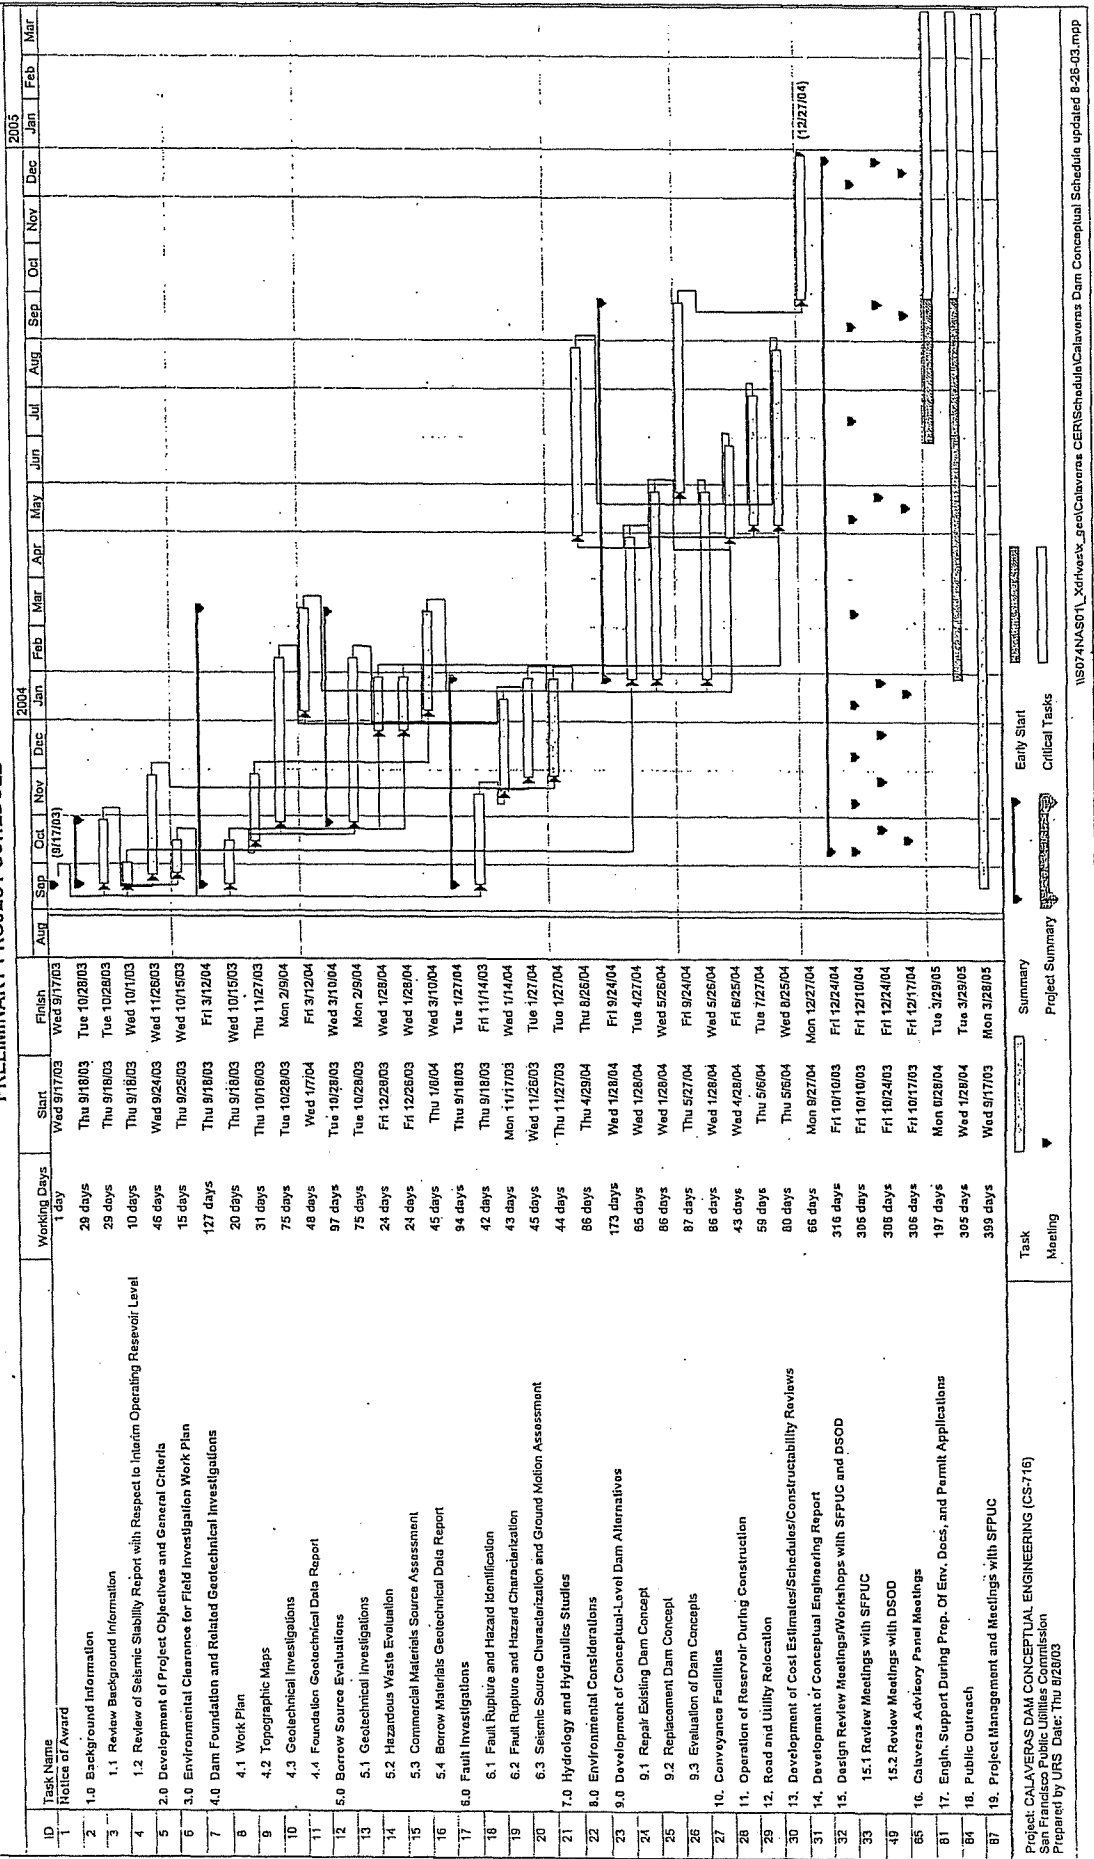 2004 2005
ID Task Name Working Days Start Finish Aug Sep Oct Nov Dec Jan Feb Mar Apr May Jun Jul Aug Sep Oct Nov Dec Jan Feb Mar
1 Notice of Award 1 day Wed 9/17/03 Wed 9/17/03 (9/17/03)
2 1.0 Background Information 29 days Thu 9/18/03 Tue 10/28/03
3 1.1 Review Background Information 29 days Thu 9/18/03 Tue 10/28/03
4 1.2 Review of Seismic Stability Report with Respect to Interim Operating Resevoir Level 10 days Thu 9/18/03 Wed 10/1/03
5 2.0 Development of Project Objectives and General Criteria 46 days Wed 9/24/03 Wed 11/26/03
6 3.0 Environmental Clearance for Field Investigation Work Plan 15 days Thu 9/25/03 Wed 10/15/03
7 4.0 Dam Foundation and Related Geotechnical Investigations 127 days Thu 9/18/03 Fri 3/12/04
8 4.1 Work Plan 20 days Thu 9/18/03 Wed 10/15/03
9 4.2 Topographic Maps 31 days Thu 10/16/03 Thu 11/27/03
10 4.3 Geotechnical Investigations 75 days Tue 10/28/03 Mon 2/9/04
11 4.4 Foundation Geotechnical Data Report 48 days Wed 1/7/04 Fri 3/12/04
12 5.0 Borrow Source Evaluations 97 days Tue 10/28/03 Wed 3/10/04
13 5.1 Geotechnical Investigations 75 days Tue 10/28/03 Mon 2/9/04
14 5.2 Hazardous Waste Evaluation 24 days Fri 12/26/03 Wed 1/28/04
15 5.3 Commercial Materials Source Assessment 24 days Fri 12/26/03 Wed 1/28/04
16 5.4 Borrow Materials Geotechnical Data Report 45 days Thu 1/8/04 Wed 3/10/04
17 6.0 Fault Investigations 94 days Thu 9/18/03 Tue 1/27/04
18 6.1 Fault Rupture and Hazard Identification 42 days Thu 9/18/03 Fri 11/14/03
19 6.2 Fault Rupture and Hazard Characterization 43 days Mon 11/17/03 Wed 1/14/04
20 6.3 Seismic Source Characterization and Ground Motion Assessment 45 days Wed 11/26/03 Tue 1/27/04
21 7.0 Hydrology and Hydraulics Studies 44 days Thu 11/27/03 Tue 1/27/04
22 8.0 Environmental Considerations 86 days Thu 4/29/04 Thu 8/26/04
23 9.0 Development of Conceptual-Level Dam Alternatives 173 days Wed 1/28/04 Fri 9/24/04
24 9.1 Repair Existing Dam Concept 65 days Wed 1/28/04 Tue 4/27/04
25 9.2 Replacement Dam Concept 86 days Wed 1/28/04 Wed 5/26/04
26 9.3 Evaluation of Dam Concepts 87 days Thu 5/27/04 Fri 9/24/04
27 10. Conveyance Facilities 86 days Wed 1/28/04 Wed 5/26/04
28 11. Operation of Reservoir During Construction 43 days Wed 4/28/04 Fri 6/25/04
29 12. Road and Utility Relocation 59 days Thu 5/6/04 Tue 7/27/04
30 13. Development of Cost Estimates/Schedules/Constructability Reviews 80 days Thu 5/6/04 Wed 8/25/04
31 14. Development of Conceptual Engineering Report 66 days Mon 9/27/04 Mon 12/27/04 (12/27/04)
32 15. Design Review Meetings/Workshops with SFPUC and DSOD 316 days Fri 10/10/03 Fri 12/24/04
33 15.1 Review Meetings with SFPUC 305 days Fri 10/10/03 Fri 12/10/04
49 15.2 Review Meetings with DSOD 306 days Fri 10/24/03 Fri 12/24/04
65 16. Calaveras Advisory Panel Meetings 306 days Fri 10/17/03 Fri 12/17/04
81 17. Engin. Support During Prep. Of Env. Docs, and Permit Applications 197 days Mon 6/28/04 Tue 3/29/05
84 18. Public Outreach 305 days Wed 1/28/04 Tue 3/29/05
87 19. Project Management and Meetings with SFPUC 399 days Wed 9/17/03 Mon 3/28/05
Project: CALAVERAS DAM CONCEPTUAL ENGINEERING (CS-716)
San Francisco Public Utilities Commission
Prepared by URS Date: Thu 8/28/03
Task Summary Early Start
Meeting Project Summary Critical Tasks